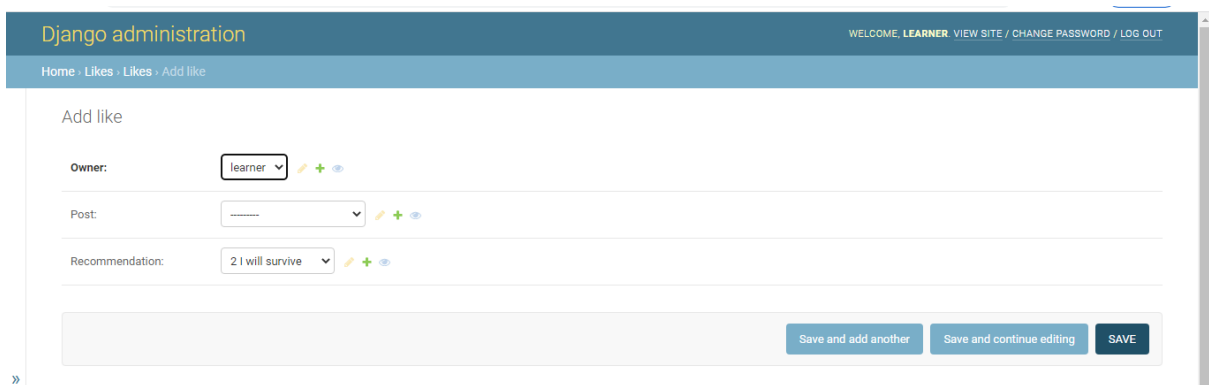 Django administration
WELCOME, LEARNER. VIEW SITE / CHANGE PASSWORD / LOG OUT
Home › Likes › Likes › Add like
Add like
Owner: learner
Post: ---------
Recommendation: 2 I will survive
Save and add another Save and continue editing SAVE
»